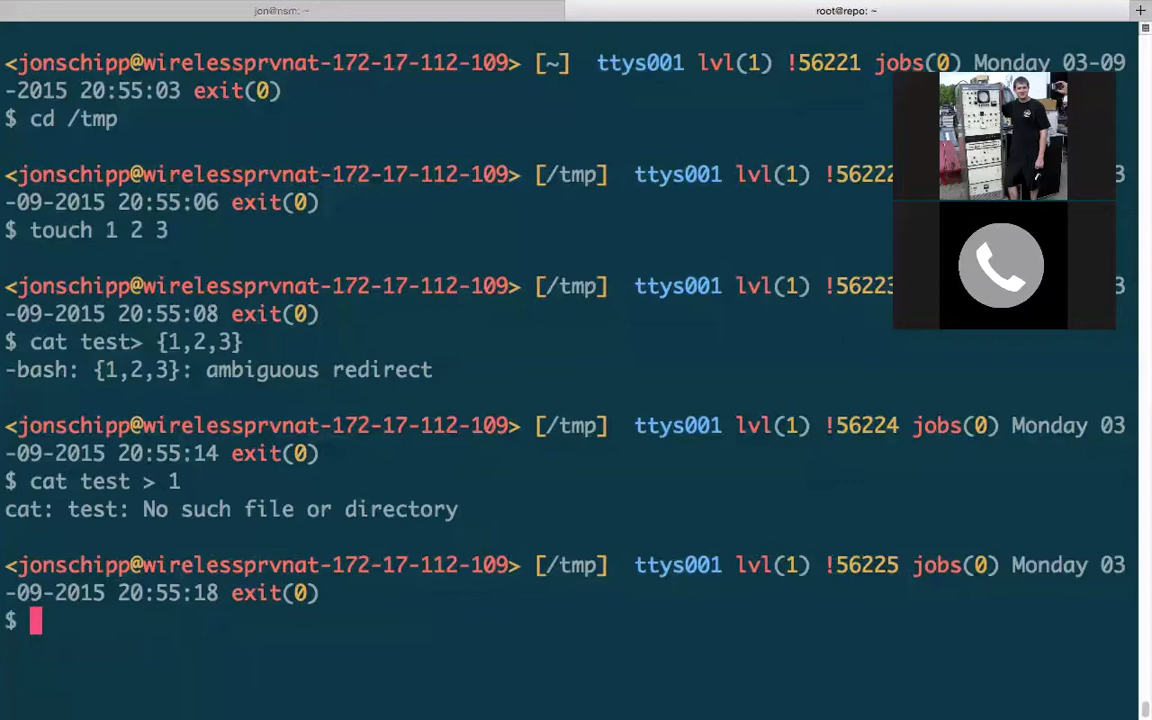 jon@nsm: ~
root@repo: ~
<jonschipp@wirelessprvnat-172-17-112-109> [~] ttys001 lvl(1) !56221 jobs(0) Monday 03-09
-2015 20:55:03 exit(0)
$ cd /tmp
<jonschipp@wirelessprvnat-172-17-112-109> [/tmp] ttys001 lvl(1) !56222 3
-09-2015 20:55:06 exit(0)
$ touch 1 2 3
<jonschipp@wirelessprvnat-172-17-112-109> [/tmp] ttys001 lvl(1) !56223 3
-09-2015 20:55:08 exit(0)
$ cat test> {1,2,3}
-bash: {1,2,3}: ambiguous redirect
<jonschipp@wirelessprvnat-172-17-112-109> [/tmp] ttys001 lvl(1) !56224 jobs(0) Monday 03
-09-2015 20:55:14 exit(0)
$ cat test > 1
cat: test: No such file or directory
<jonschipp@wirelessprvnat-172-17-112-109> [/tmp] ttys001 lvl(1) !56225 jobs(0) Monday 03
-09-2015 20:55:18 exit(0)
$